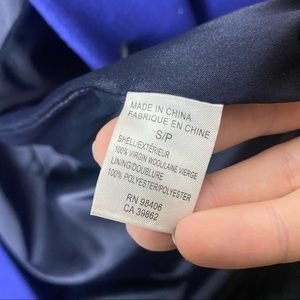 MADE IN CHINA
FABRIQUE EN CHINE
S/P
SHELL/EXTÉRIEUR
100% VIRGIN WOOL/LAINE VIERGE
LINING/DOUBLURE
100% POLYESTER/POLYESTER
RN 98406
CA 39862